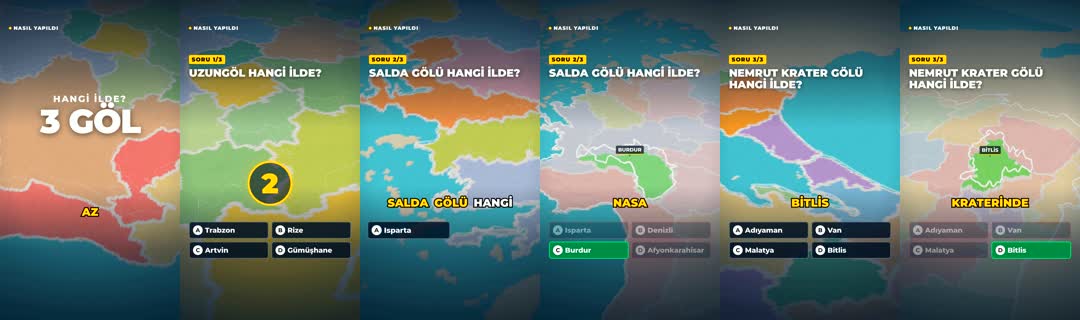 NASIL YAPILDI
HANGİ İLDE?
3 GÖL
AZ
NASIL YAPILDI
SORU 1/3
UZUNGÖL HANGİ İLDE?
2
A Trabzon
B Rize
C Artvin
D Gümüşhane
NASIL YAPILDI
SORU 2/3
SALDA GÖLÜ HANGİ İLDE?
SALDA GÖLÜ HANGİ
A Isparta
NASIL YAPILDI
SORU 2/3
SALDA GÖLÜ HANGİ İLDE?
BURDUR
NASA
A Isparta
B Denizli
C Burdur
D Afyonkarahisar
NASIL YAPILDI
SORU 3/3
NEMRUT KRATER GÖLÜ
HANGİ İLDE?
BİTLİS
A Adıyaman
B Van
C Malatya
D Bitlis
NASIL YAPILDI
SORU 3/3
NEMRUT KRATER GÖLÜ
HANGİ İLDE?
BİTLİS
KRATERİNDE
A Adıyaman
B Van
C Malatya
D Bitlis